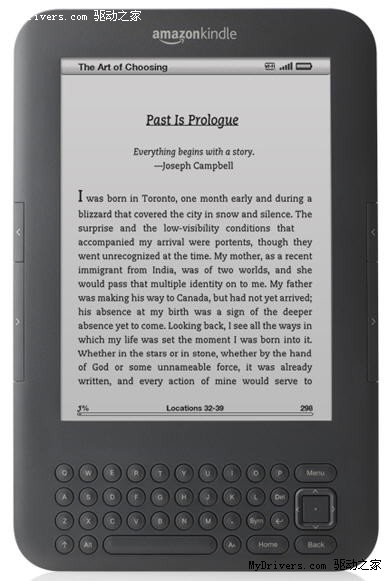 Drivers.com 驱动之家
amazonkindle
The Art of Choosing
Past Is Prologue
Everything begins with a story.
—Joseph Campbell
I was born in Toronto, one month early and during a
blizzard that covered the city in snow and silence. The
surprise and the low-visibility conditions that
accompanied my arrival were portents, though they
went unrecognized at the time. My mother, as a recent
immigrant from India, was of two worlds, and she
would pass that multiple identity on to me. My father
was making his way to Canada, but had not yet arrived;
his absence at my birth was a sign of the deeper
absence yet to come. Looking back, I see all the ways in
which my life was set the moment I was born into it.
Whether in the stars or in stone, whether by the hand
of God or some unnameable force, it was already
written, and every action of mine would serve to
1% Locations 32-39 298
Q W E R T Y U I O P Menu
A S D F G H J K L Del
Z X C V B N M . Sym
Alt Aa Home Back
MyDrivers.com 驱动之家